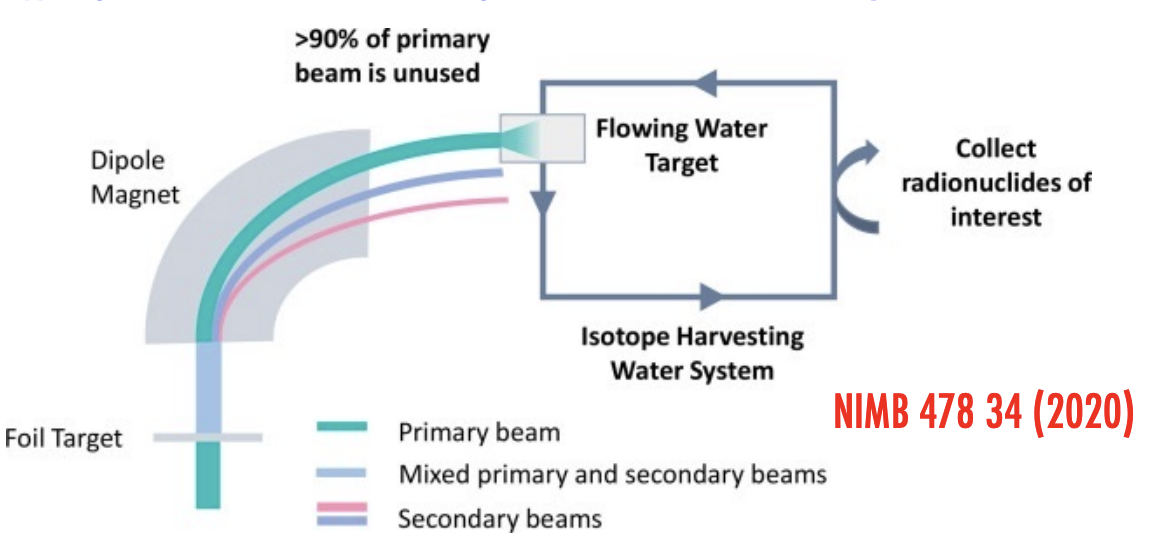 >90% of primary
beam is unused
Dipole
Magnet
Flowing Water
Target
Collect
radionuclides of
interest
Isotope Harvesting
Water System
NIMB 478 34 (2020)
Foil Target
Primary beam
Mixed primary and secondary beams
Secondary beams